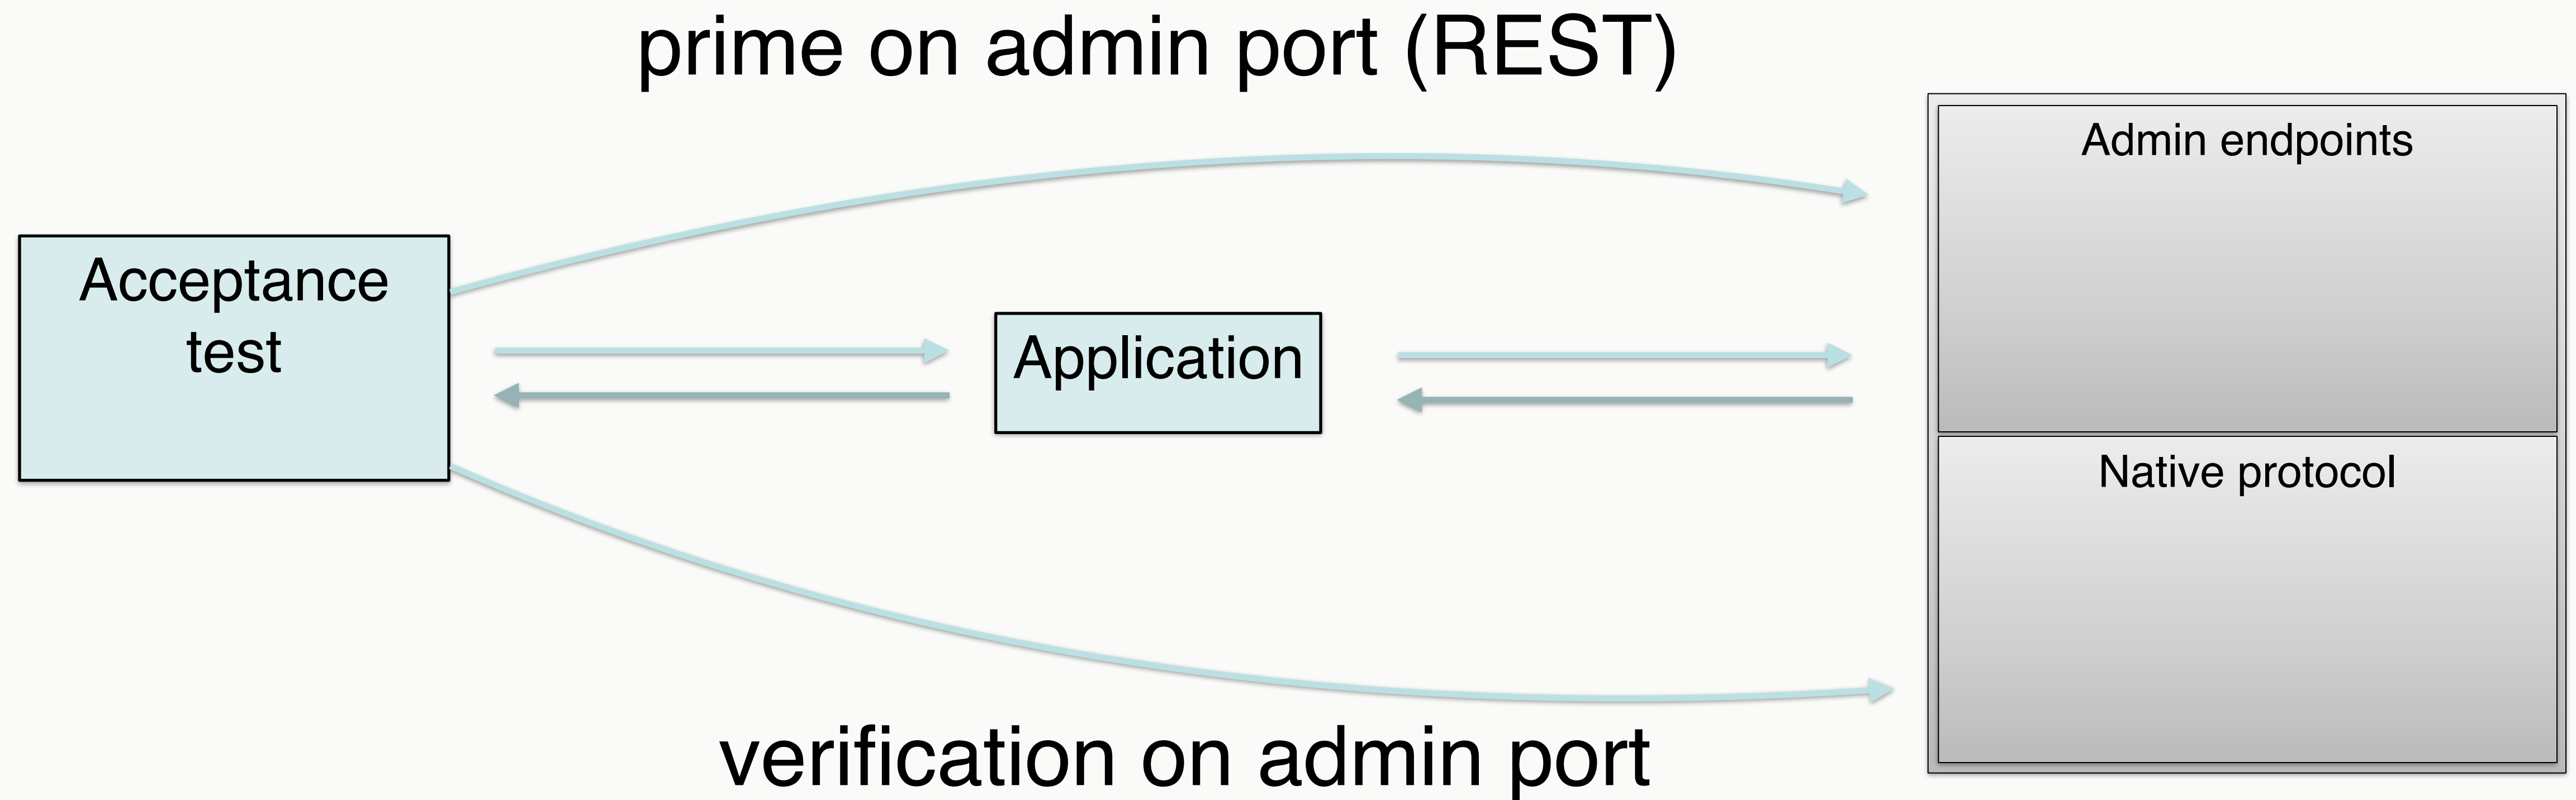 prime on admin port (REST)
Admin endpoints
Acceptance
test
Application
Native protocol
verification on admin port